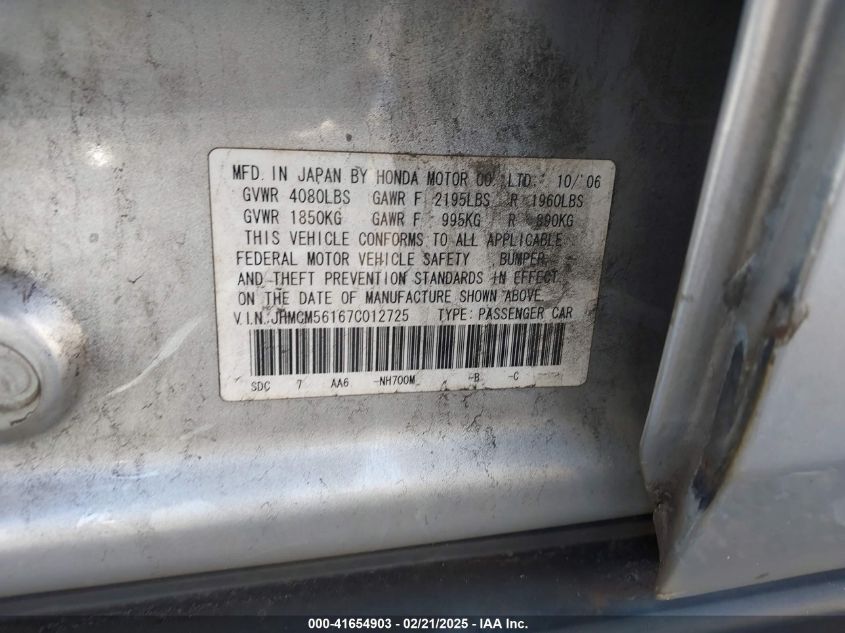 MFD. IN JAPAN BY HONDA MOTOR CO., LTD. 10/'06
GVWR 4080LBS GAWR F 2195LBS R 1960LBS
GVWR 1850KG GAWR F 995KG R 890KG
THIS VEHICLE CONFORMS TO ALL APPLICABLE
FEDERAL MOTOR VEHICLE SAFETY, BUMPER,
AND THEFT PREVENTION STANDARDS IN EFFECT
ON THE DATE OF MANUFACTURE SHOWN ABOVE.
V.I.N. JHMCM56167C012725 TYPE: PASSENGER CAR
SDC 7 AA6 -NH700M -B -C
000-41654903 / 02/21/2025 - IAA Inc.